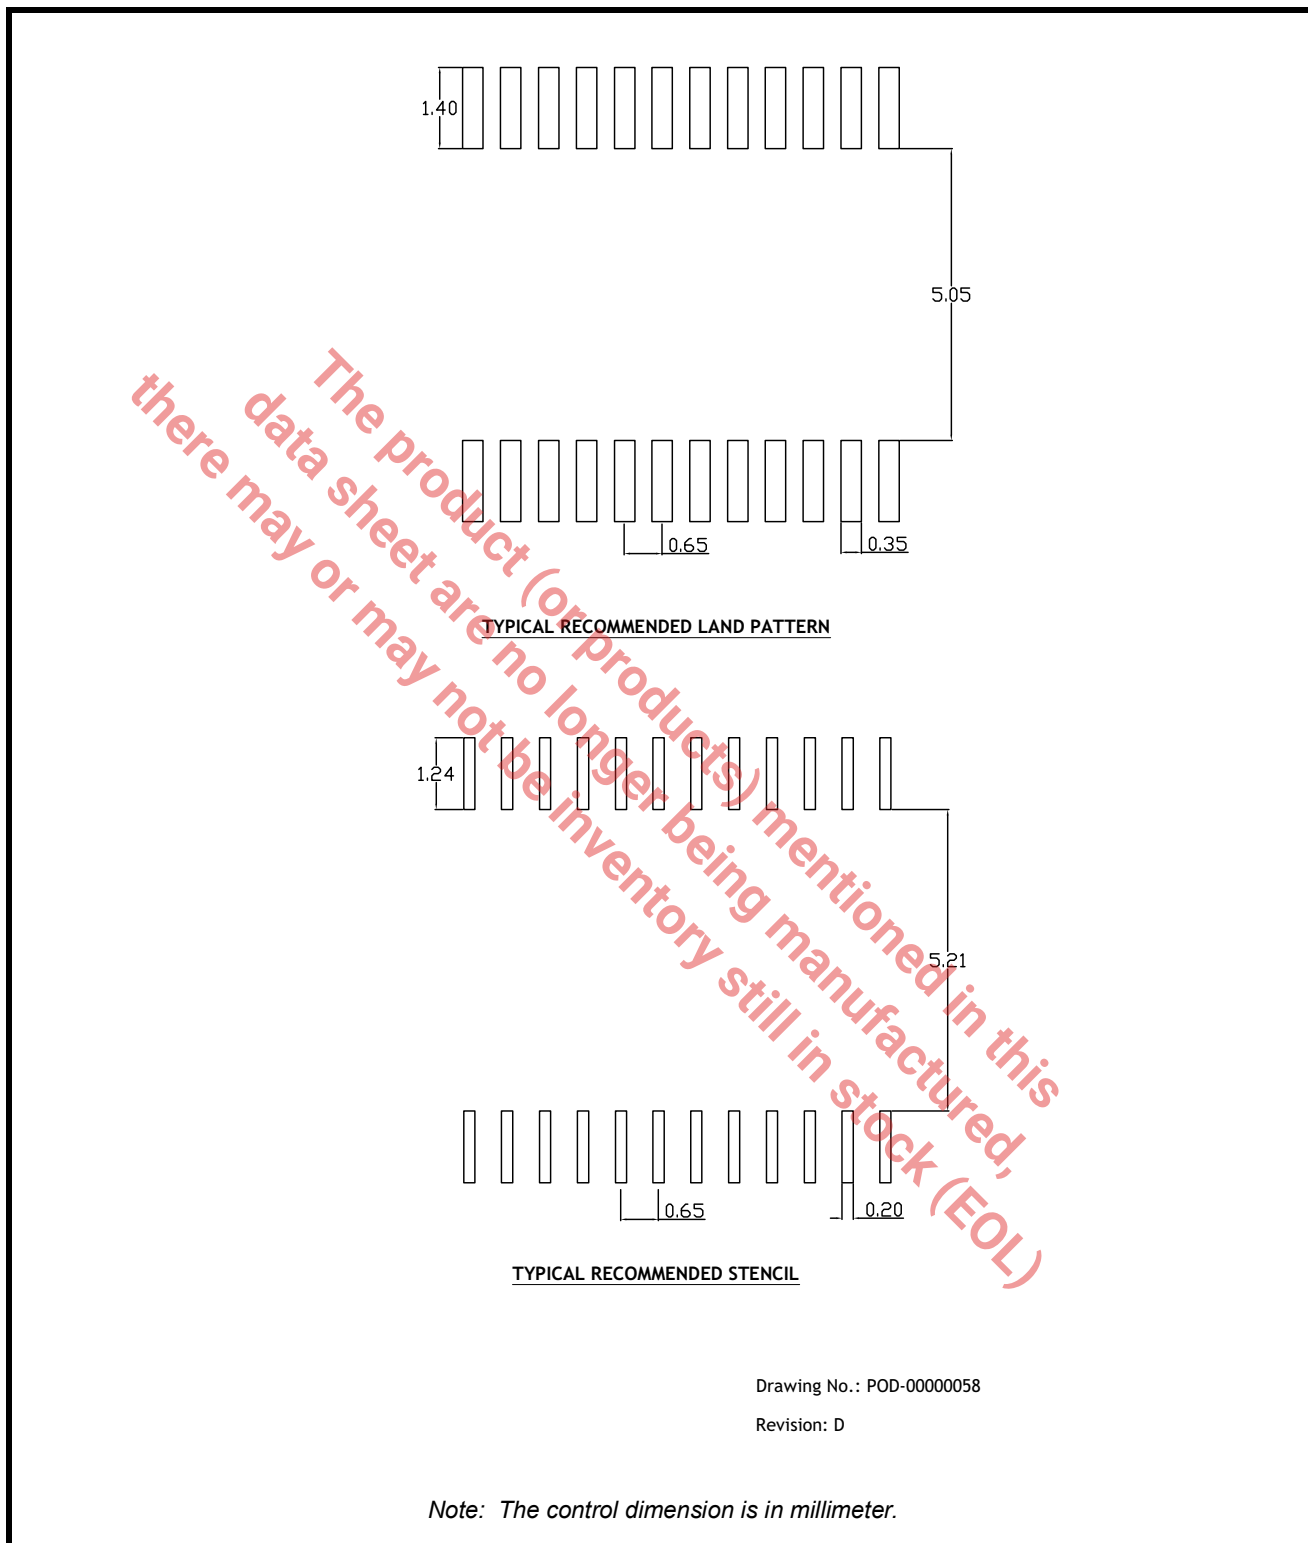 1.40
5.05
0.65
0.35
TYPICAL RECOMMENDED LAND PATTERN
The product (or products) mentioned in this
data sheet are no longer being manufactured,
there may or may not be inventory still in stock (EOL)
1.24
5.21
0.65
0.20
TYPICAL RECOMMENDED STENCIL
Drawing No.: POD-00000058
Revision: D
Note: The control dimension is in millimeter.